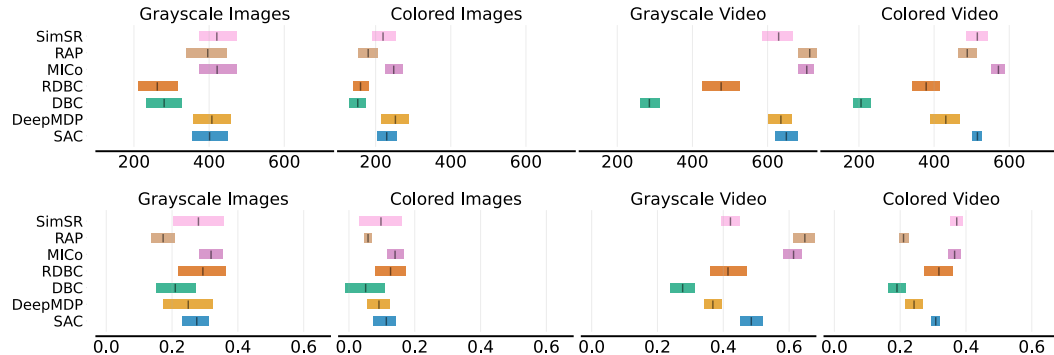 Grayscale Images Colored Images Grayscale Video Colored Video
SimSR
RAP
MICo
RDBC
DBC
DeepMDP
SAC
200 400 600 200 400 600 200 400 600 200 400 600
Grayscale Images Colored Images Grayscale Video Colored Video
SimSR
RAP
MICo
RDBC
DBC
DeepMDP
SAC
0.0 0.2 0.4 0.6 0.0 0.2 0.4 0.6 0.0 0.2 0.4 0.6 0.0 0.2 0.4 0.6